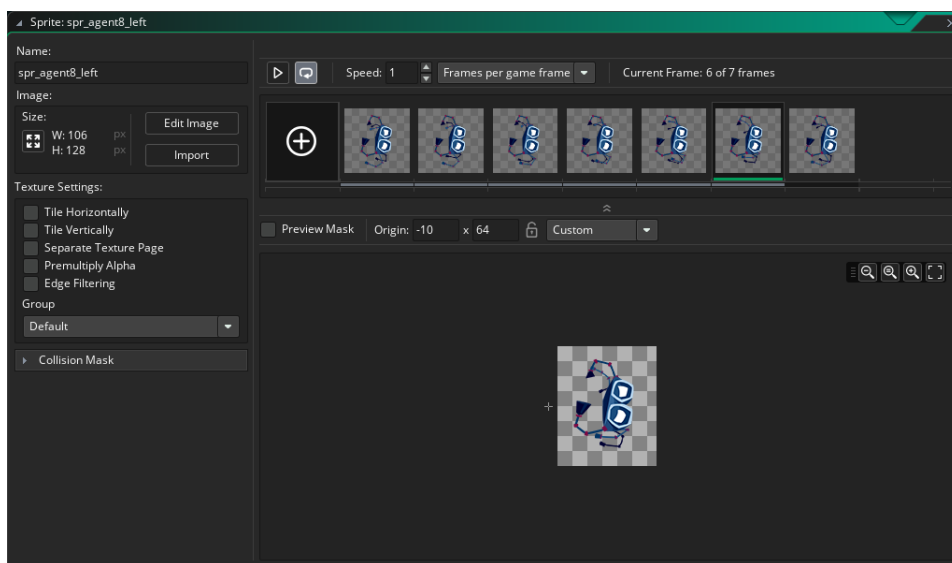 Sprite: spr_agent8_left
Name:
spr_agent8_left
Image:
Size:
W: 106 px
H: 128 px
Edit Image
Import
Texture Settings:
Tile Horizontally
Tile Vertically
Separate Texture Page
Premultiply Alpha
Edge Filtering
Group
Default
Collision Mask
Speed: 1 Frames per game frame Current Frame: 6 of 7 frames
Preview Mask Origin: -10 x 64 Custom